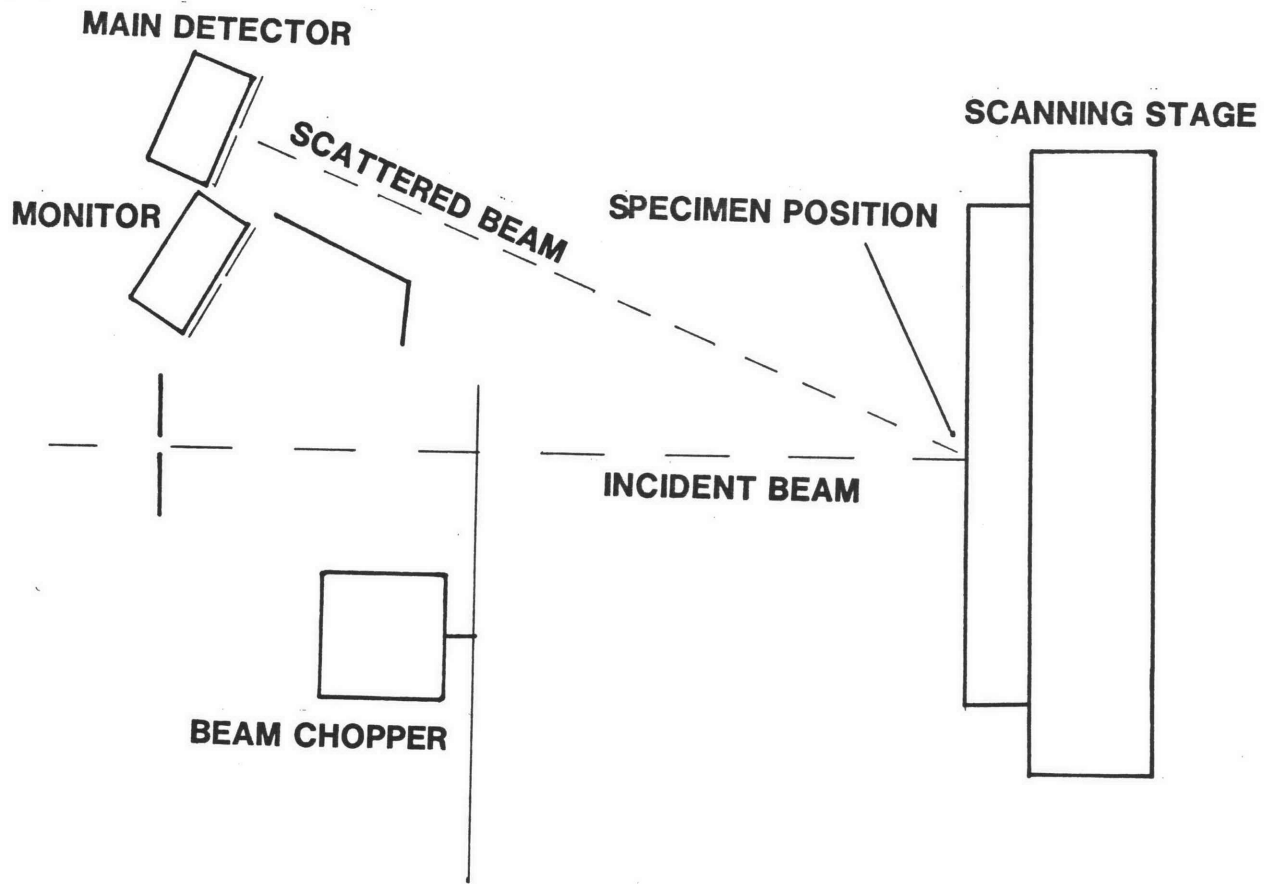 MAIN DETECTOR
SCANNING STAGE
SCATTERED BEAM
MONITOR
SPECIMEN POSITION
INCIDENT BEAM
BEAM CHOPPER